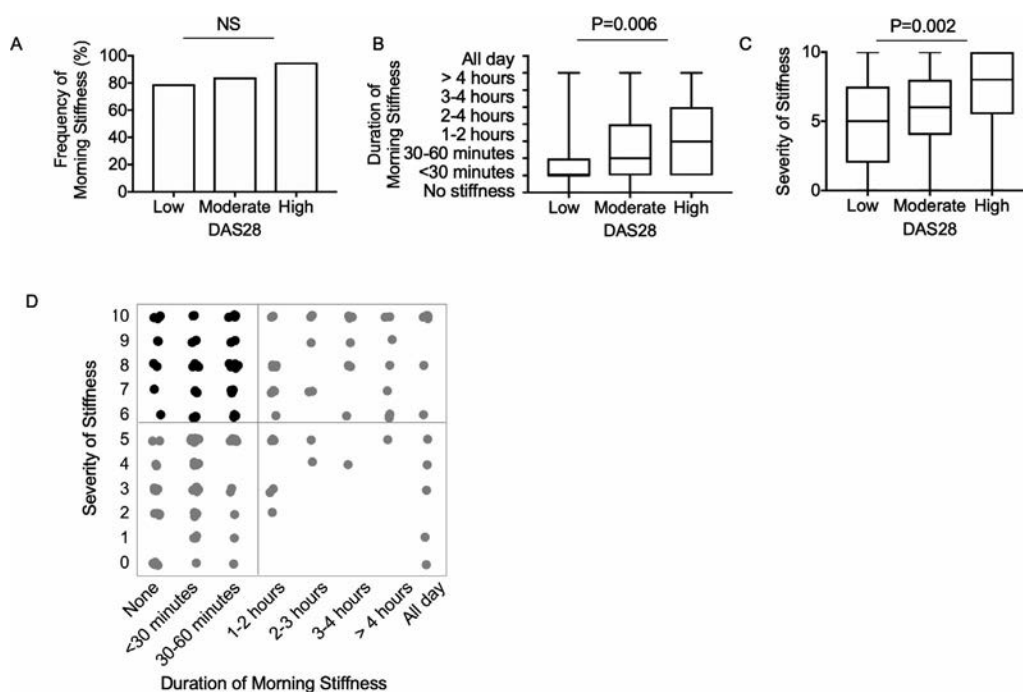 A
NS
Frequency of
Morning Stiffness (%)
100
80
60
40
20
0
Low Moderate High
DAS28
B
P=0.006
Duration of
Morning Stiffness
All day
> 4 hours
3-4 hours
2-4 hours
1-2 hours
30-60 minutes
<30 minutes
No stiffness
Low Moderate High
DAS28
C
P=0.002
Severity of Stiffness
10
5
0
Low Moderate High
DAS28
D
Severity of Stiffness
10
9
8
7
6
5
4
3
2
1
0
None
<30 minutes
30-60 minutes
1-2 hours
2-3 hours
3-4 hours
> 4 hours
All day
Duration of Morning Stiffness